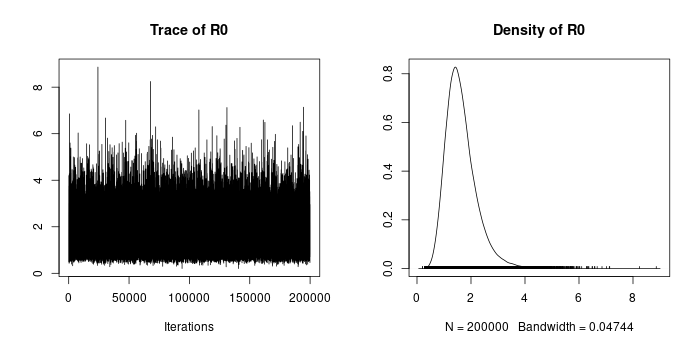 Trace of R0
8
6
4
2
0
0 50000 100000 150000 200000
Iterations
Density of R0
0.8
0.6
0.4
0.2
0.0
0 2 4 6 8
N = 200000 Bandwidth = 0.04744